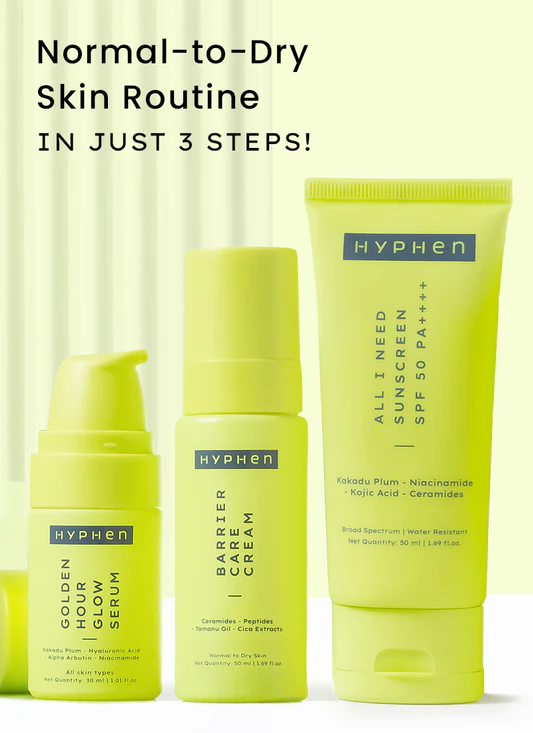 Normal-to-Dry
Skin Routine
IN JUST 3 STEPS!
HYPHEN
GOLDEN
HOUR
GLOW
SERUM
Kakadu Plum - Hyaluronic Acid
- Alpha Arbutin - Niacinamide
All skin types
Net Quantity: 30 ml | 1.01 fl.oz.
HYPHEN
BARRIER
CARE
CREAM
Ceramides - Peptides
- Tamanu Oil - Cica Extracts
Normal to Dry Skin
Net Quantity: 50 ml | 1.69 fl.oz
HYPHEN
ALL I NEED
SUNSCREEN
SPF 50 PA++++
Kakadu Plum - Niacinamide
- Kojic Acid - Ceramides
Broad Spectrum | Water Resistant
Net Quantity: 50 ml | 1.69 fl.oz.